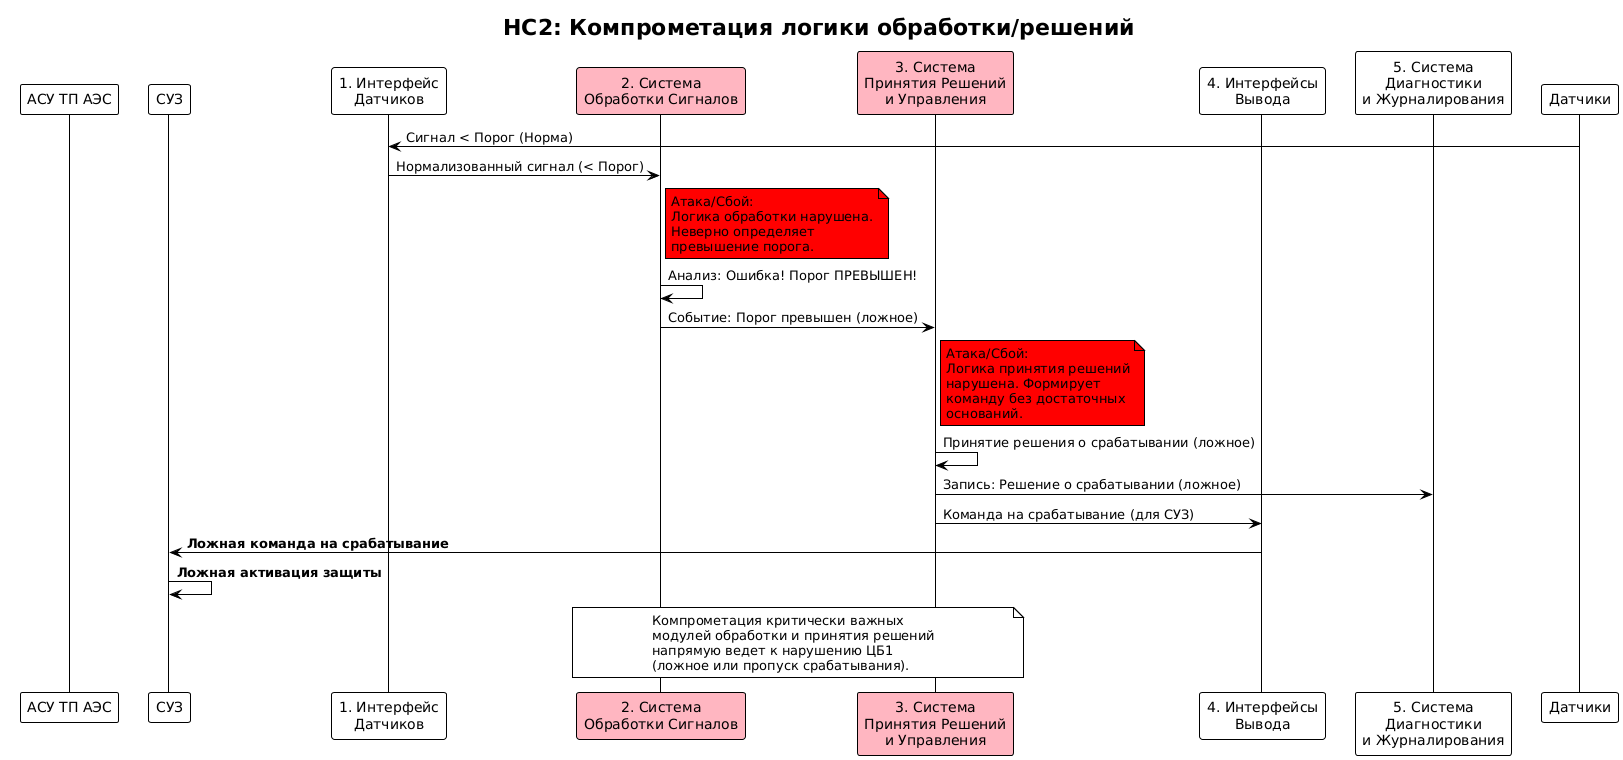 НС2: Компрометация логики обработки/решений
АСУ ТП АЭС
СУЗ
1. Интерфейс
Датчиков
2. Система
Обработки Сигналов
3. Система
Принятия Решений
и Управления
4. Интерфейсы
Вывода
5. Система
Диагностики
и Журналирования
Датчики
Сигнал < Порог (Норма)
Нормализованный сигнал (< Порог)
Атака/Сбой:
Логика обработки нарушена.
Неверно определяет
превышение порога.
Анализ: Ошибка! Порог ПРЕВЫШЕН!
Событие: Порог превышен (ложное)
Атака/Сбой:
Логика принятия решений
нарушена. Формирует
команду без достаточных
оснований.
Принятие решения о срабатывании (ложное)
Запись: Решение о срабатывании (ложное)
Команда на срабатывание (для СУЗ)
Ложная команда на срабатывание
Ложная активация защиты
Компрометация критически важных
модулей обработки и принятия решений
напрямую ведет к нарушению ЦБ1
(ложное или пропуск срабатывания).
АСУ ТП АЭС
СУЗ
1. Интерфейс
Датчиков
2. Система
Обработки Сигналов
3. Система
Принятия Решений
и Управления
4. Интерфейсы
Вывода
5. Система
Диагностики
и Журналирования
Датчики